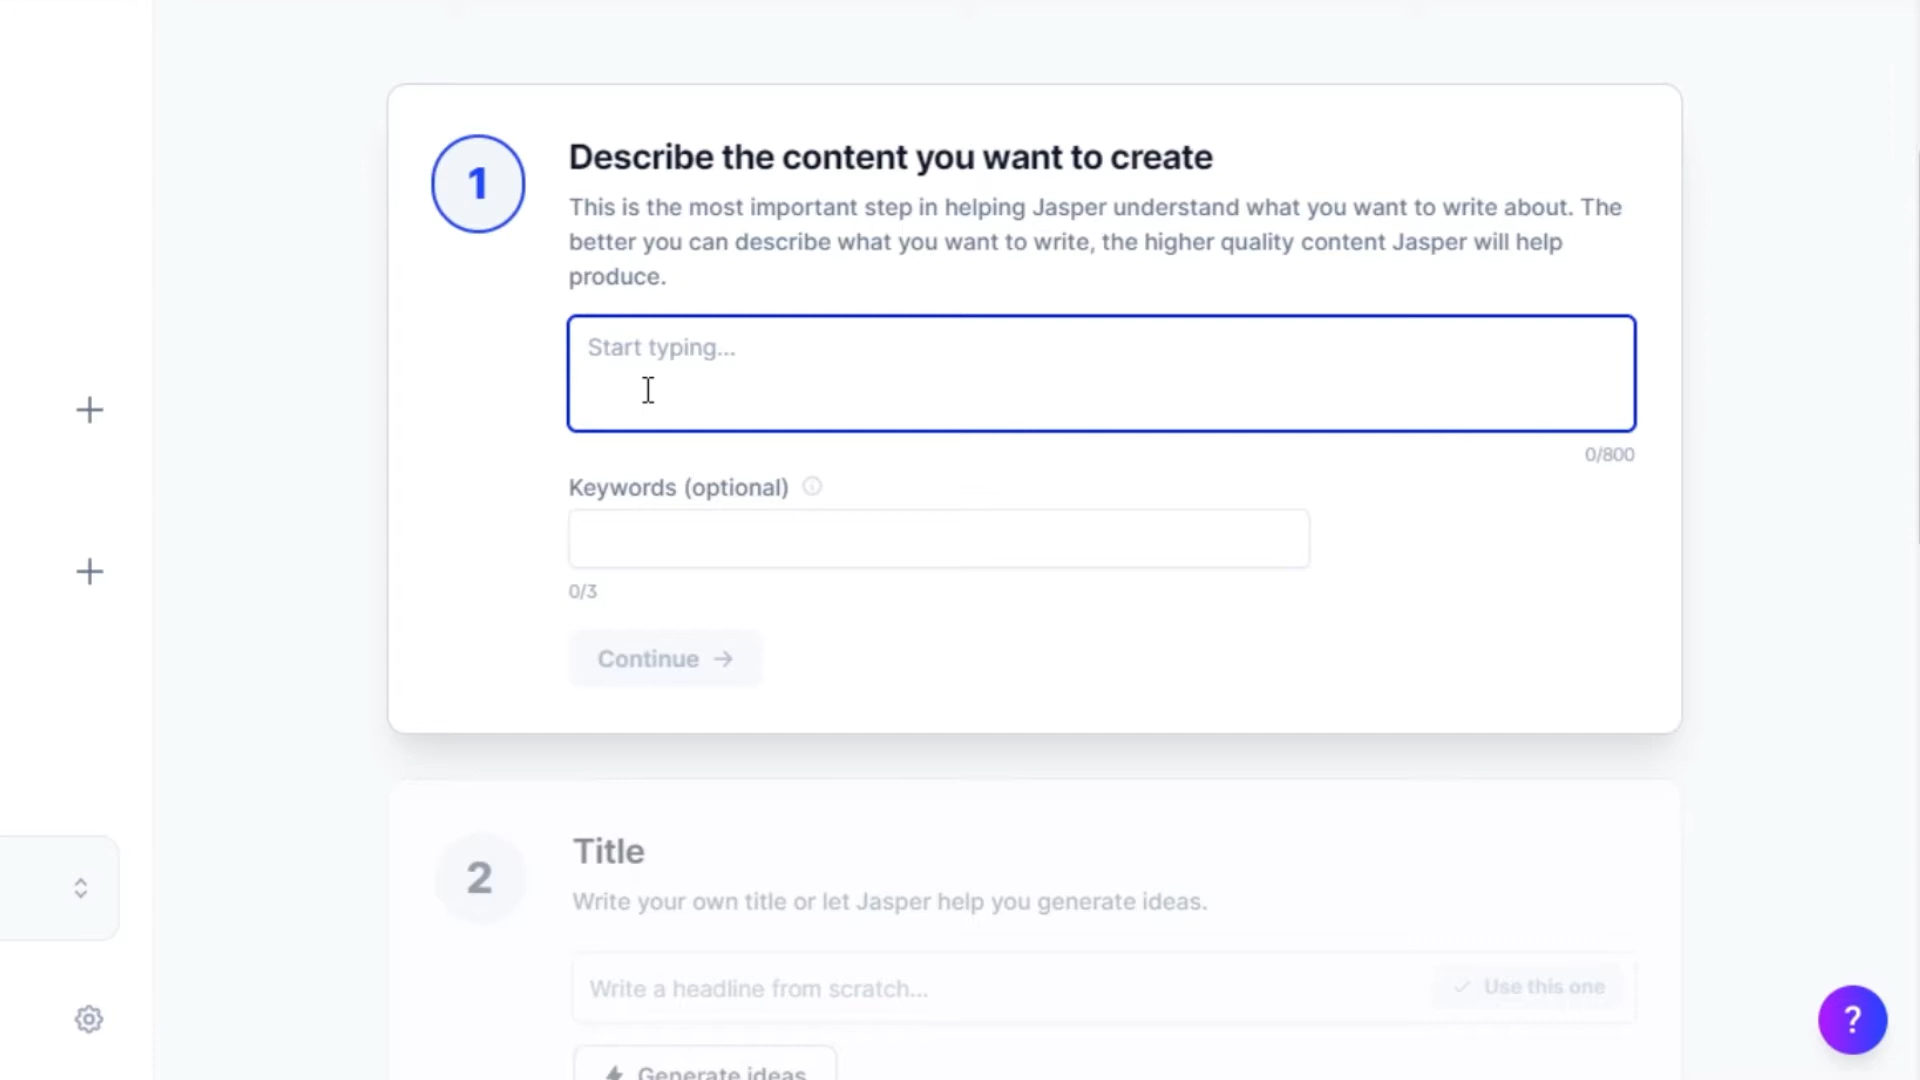 1
Describe the content you want to create
This is the most important step in helping Jasper understand what you want to write about. The
better you can describe what you want to write, the higher quality content Jasper will help
produce.
Start typing...
0/800
Keywords (optional)
0/3
Continue →
2
Title
Write your own title or let Jasper help you generate ideas.
Write a headline from scratch...
Use this one
Generate ideas
?